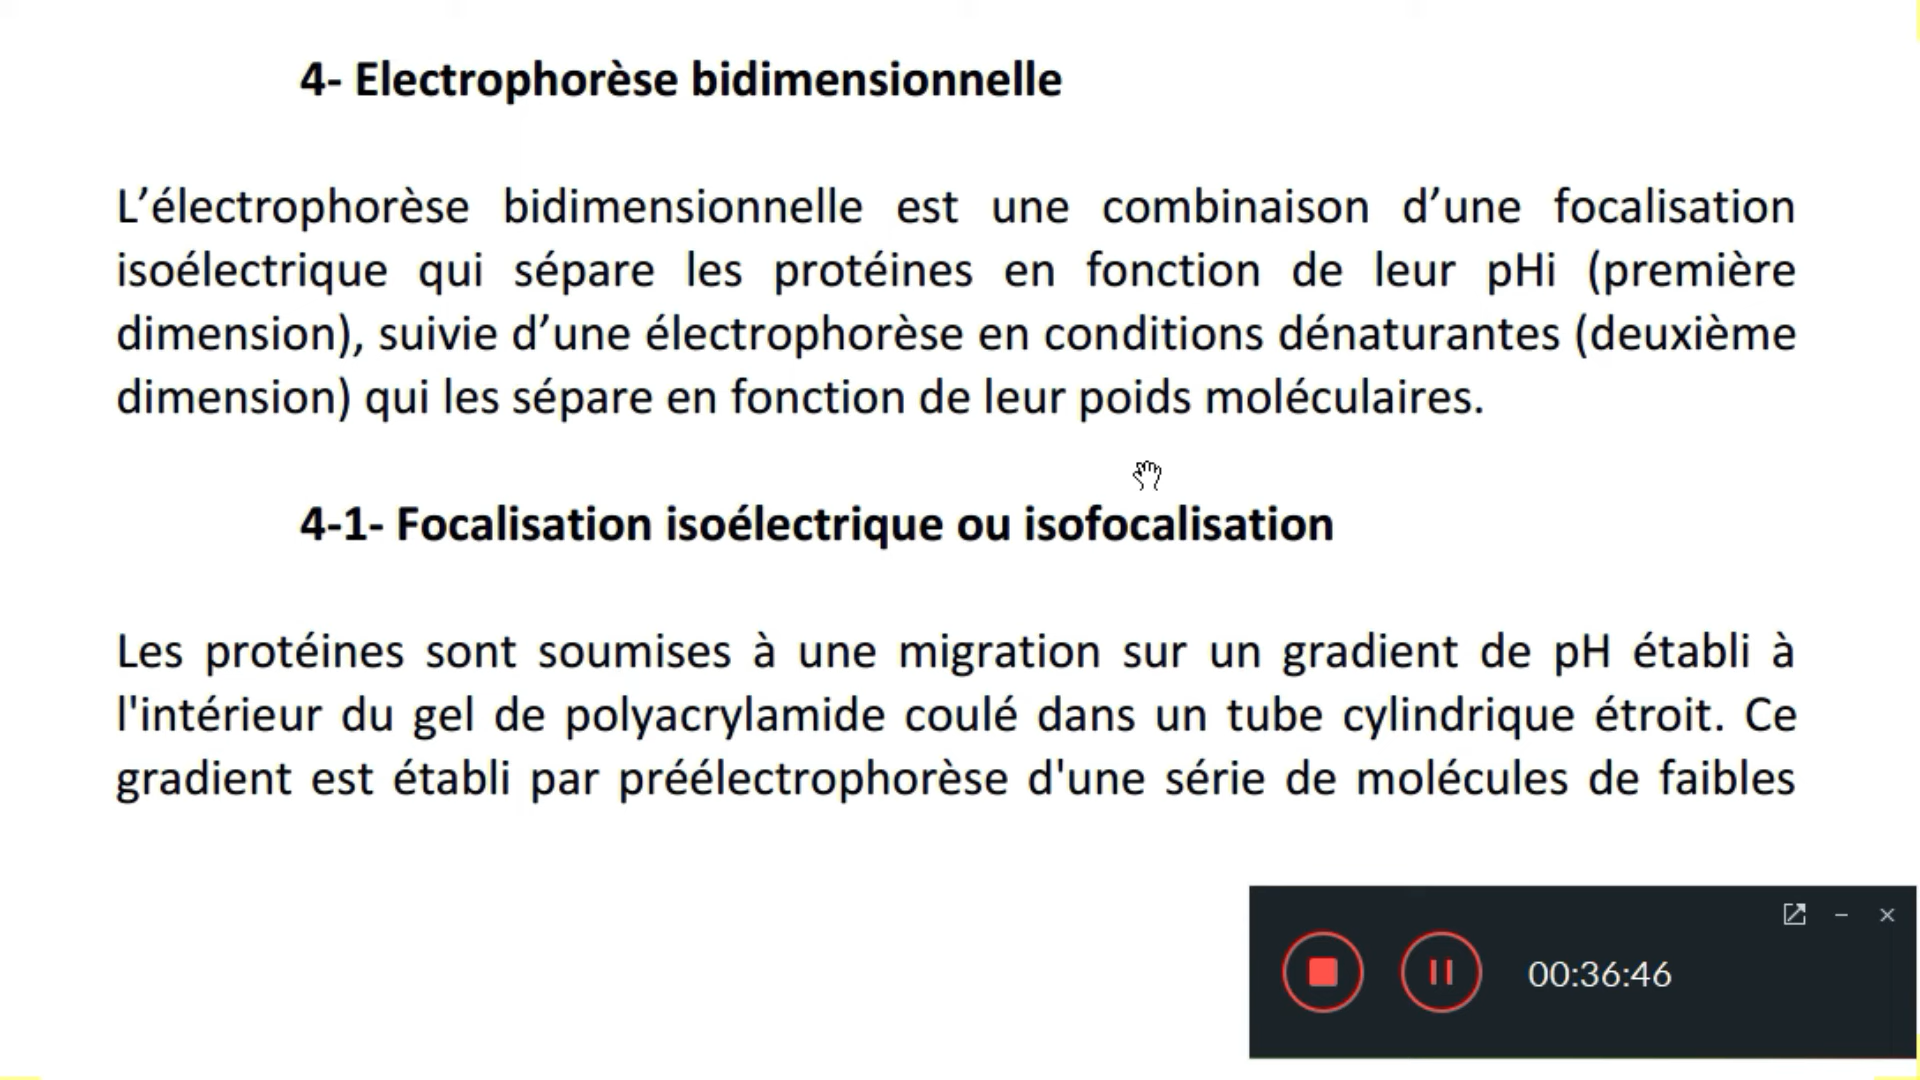 4- Electrophorèse bidimensionnelle
L’électrophorèse bidimensionnelle est une combinaison d’une focalisation
isoélectrique qui sépare les protéines en fonction de leur pHi (première
dimension), suivie d’une électrophorèse en conditions dénaturantes (deuxième
dimension) qui les sépare en fonction de leur poids moléculaires.
4-1- Focalisation isoélectrique ou isofocalisation
Les protéines sont soumises à une migration sur un gradient de pH établi à
l'intérieur du gel de polyacrylamide coulé dans un tube cylindrique étroit. Ce
gradient est établi par préélectrophorèse d'une série de molécules de faibles
00:36:46